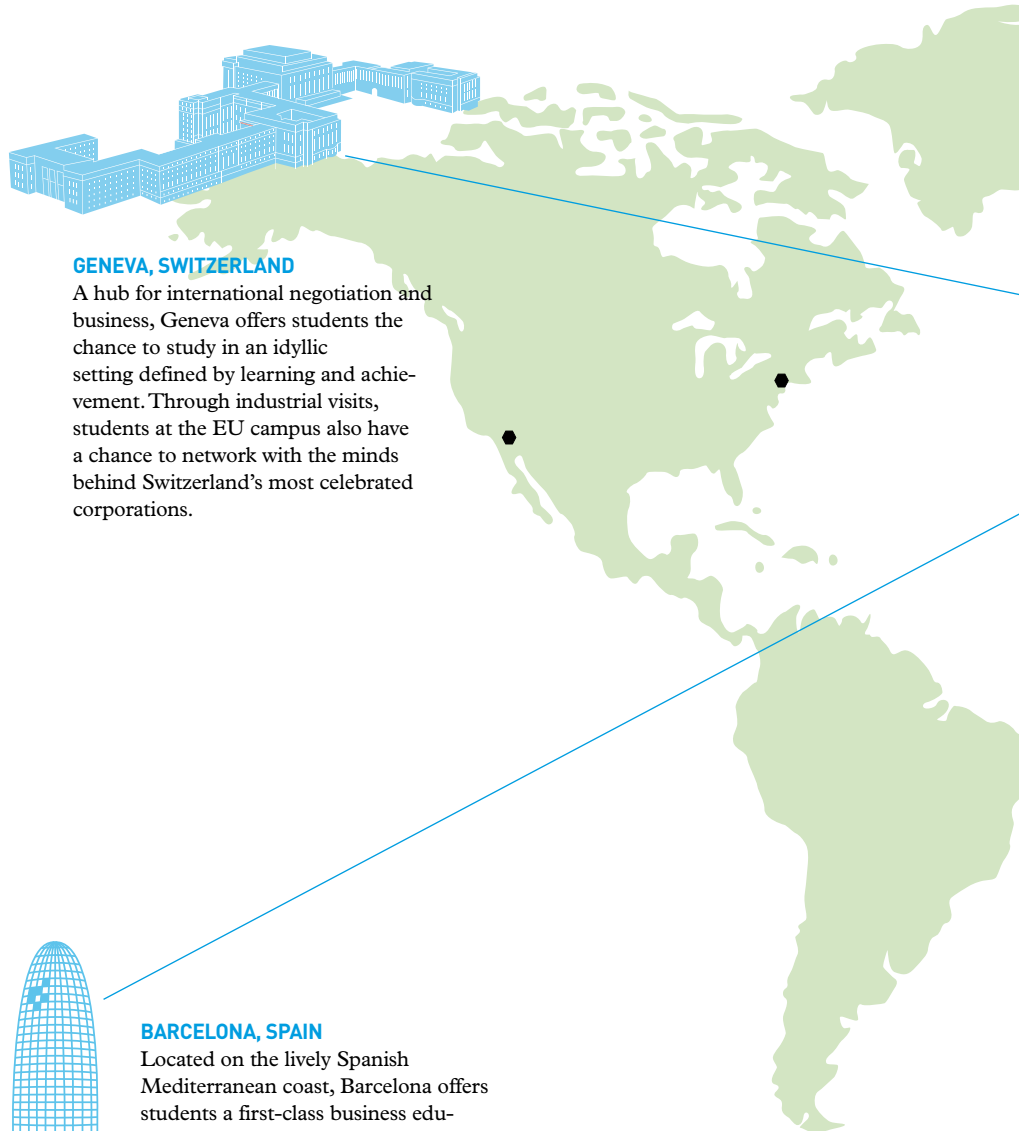 GENEVA, SWITZERLAND
A hub for international negotiation and
business, Geneva offers students the
chance to study in an idyllic
setting defined by learning and achie-
vement. Through industrial visits,
students at the EU campus also have
a chance to network with the minds
behind Switzerland’s most celebrated
corporations.
BARCELONA, SPAIN
Located on the lively Spanish
Mediterranean coast, Barcelona offers
students a first-class business edu-